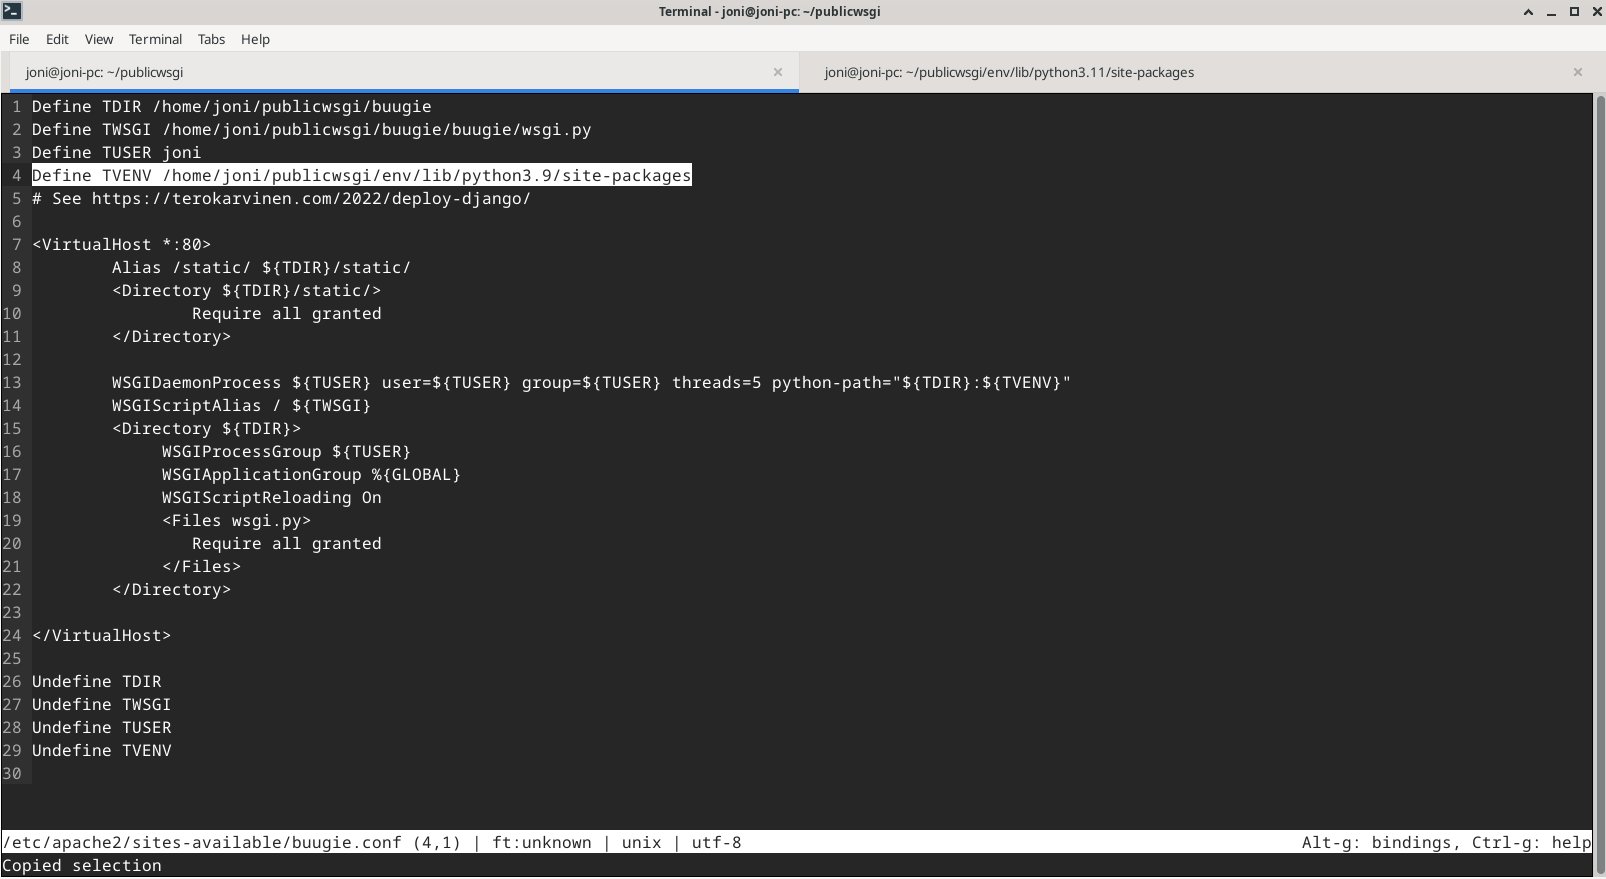 Terminal - joni@joni-pc: ~/publicwsgi
File Edit View Terminal Tabs Help
joni@joni-pc: ~/publicwsgi × joni@joni-pc: ~/publicwsgi/env/lib/python3.11/site-packages ×
1 Define TDIR /home/joni/publicwsgi/buugie
2 Define TWSGI /home/joni/publicwsgi/buugie/buugie/wsgi.py
3 Define TUSER joni
4 Define TVENV /home/joni/publicwsgi/env/lib/python3.9/site-packages
5 # See https://terokarvinen.com/2022/deploy-django/
6
7 <VirtualHost *:80>
8         Alias /static/ ${TDIR}/static/
9         <Directory ${TDIR}/static/>
10                 Require all granted
11         </Directory>
12
13         WSGIDaemonProcess ${TUSER} user=${TUSER} group=${TUSER} threads=5 python-path="${TDIR}:${TVENV}"
14         WSGIScriptAlias / ${TWSGI}
15         <Directory ${TDIR}>
16              WSGIProcessGroup ${TUSER}
17              WSGIApplicationGroup %{GLOBAL}
18              WSGIScriptReloading On
19              <Files wsgi.py>
20                 Require all granted
21              </Files>
22         </Directory>
23
24 </VirtualHost>
25
26 Undefine TDIR
27 Undefine TWSGI
28 Undefine TUSER
29 Undefine TVENV
30
/etc/apache2/sites-available/buugie.conf (4,1) | ft:unknown | unix | utf-8 Alt-g: bindings, Ctrl-g: help
Copied selection